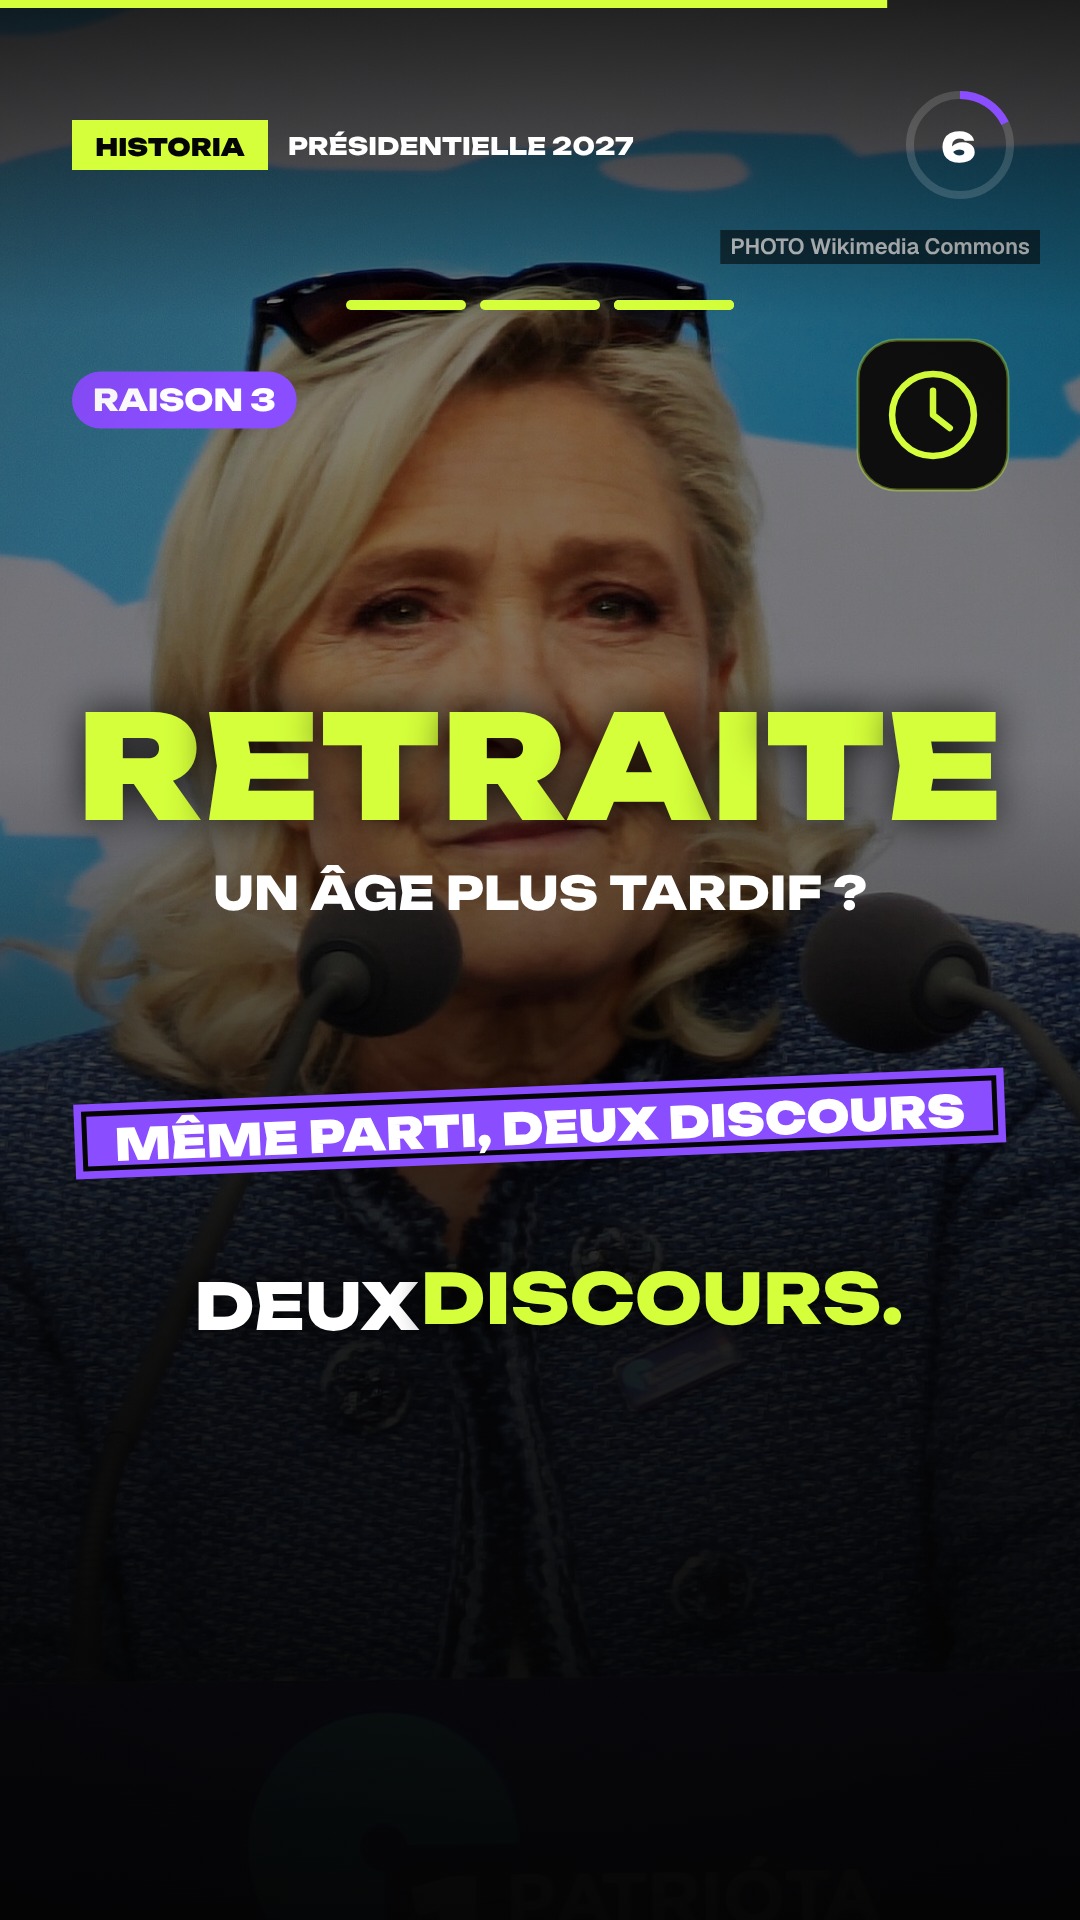 HISTORIA PRÉSIDENTIELLE 2027
6
PHOTO Wikimedia Commons
RAISON 3
RETRAITE
UN ÂGE PLUS TARDIF ?
MÊME PARTI, DEUX DISCOURS
DEUX DISCOURS.
PATRIÓTA